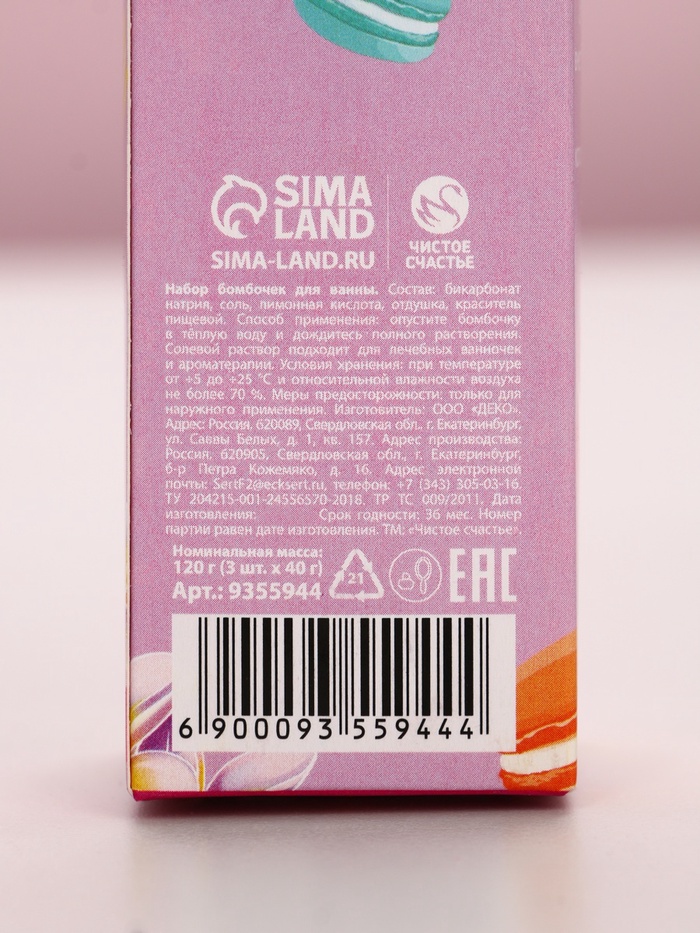 SIMA
LAND
SIMA-LAND.RU
ЧИСТОЕ
СЧАСТЬЕ
Набор бомбочек для ванны. Состав: бикарбонат
натрия, соль, лимонная кислота, отдушка, краситель
пищевой. Способ применения: опустите бомбочку
в тёплую воду и дождитесь полного растворения.
Солевой раствор подходит для лечебных ванночек
и ароматерапии. Условия хранения: при температуре
от +5 до +25 °C и относительной влажности воздуха
не более 70 %. Меры предосторожности: только для
наружного применения. Изготовитель: ООО «ДЕКО».
Адрес: Россия, 620089, Свердловская обл., г. Екатеринбург,
ул. Саввы Белых, д. 1, кв. 157. Адрес производства:
Россия, 620905, Свердловская обл., г. Екатеринбург,
б-р Петра Кожемяко, д. 16. Адрес электронной
почты: SertF2@ecksert.ru, телефон: +7 (343) 305-03-16.
ТУ 204215-001-24556570-2018. ТР ТС 009/2011. Дата
изготовления: Срок годности: 36 мес. Номер
партии равен дате изготовления. ТМ: «Чистое счастье».
Номинальная масса:
120 г (3 шт. х 40 г)
Арт.: 9355944
21
EAC
6 900093 559444